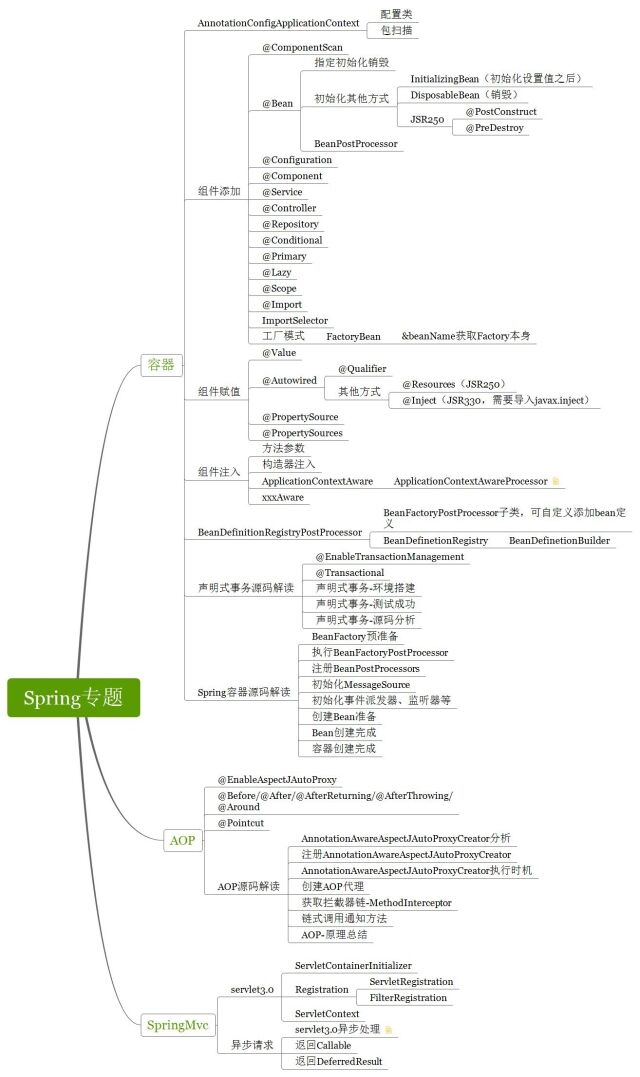 Spring专题
容器
AnnotationConfigApplicationContext
配置类
包扫描
组件添加
@ComponentScan
@Bean
指定初始化销毁
初始化其他方式
InitializingBean（初始化设置值之后）
DisposableBean（销毁）
JSR250
@PostConstruct
@PreDestroy
BeanPostProcessor
@Configuration
@Component
@Service
@Controller
@Repository
@Conditional
@Primary
@Lazy
@Scope
@Import
ImportSelector
工厂模式
FactoryBean
&beanName获取Factory本身
组件赋值
@Value
@Autowired
@Qualifier
其他方式
@Resources（JSR250）
@Inject（JSR330，需要导入javax.inject）
@PropertySource
@PropertySources
组件注入
方法参数
构造器注入
ApplicationContextAware
ApplicationContextAwareProcessor
xxxAware
BeanDefinitionRegistryPostProcessor
BeanFactoryPostProcessor子类，可自定义添加bean定
义
BeanDefinetionRegistry
BeanDefinetionBuilder
声明式事务源码解读
@EnableTransactionManagement
@Transactional
声明式事务-环境搭建
声明式事务-测试成功
声明式事务-源码分析
Spring容器源码解读
BeanFactory预准备
执行BeanFactoryPostProcessor
注册BeanPostProcessors
初始化MessageSource
初始化事件派发器、监听器等
创建Bean准备
Bean创建完成
容器创建完成
AOP
@EnableAspectJAutoProxy
@Before/@After/@AfterReturning/@AfterThrowing/
@Around
@Pointcut
AOP源码解读
AnnotationAwareAspectJAutoProxyCreator分析
注册AnnotationAwareAspectJAutoProxyCreator
AnnotationAwareAspectJAutoProxyCreator执行时机
创建AOP代理
获取拦截器链-MethodInterceptor
链式调用通知方法
AOP-原理总结
SpringMvc
servlet3.0
ServletContainerInitializer
Registration
ServletRegistration
FilterRegistration
ServletContext
异步请求
servlet3.0异步处理
返回Callable
返回DeferredResult